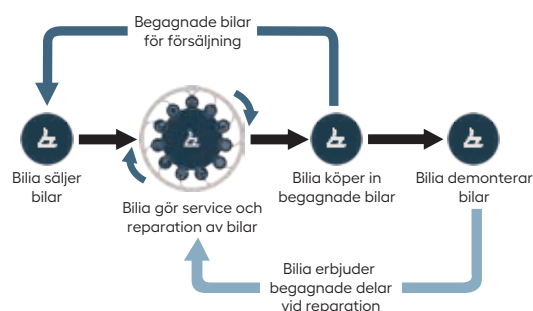 Begagnade bilar
för försäljning
Bilia säljer
bilar
Bilia gör service och
reparation av bilar
Bilia köper in
begagnade bilar
Bilia demonterar
bilar
Bilia erbjuder
begagnade delar
vid reparation